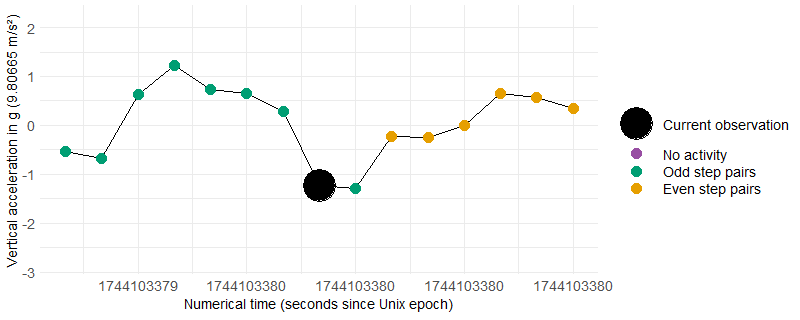 Vertical acceleration in g (9.80665 m/s²)
2
1
0
-1
-2
-3
1744103379 1744103380 1744103380 1744103380 1744103380
Numerical time (seconds since Unix epoch)
Current observation
No activity
Odd step pairs
Even step pairs